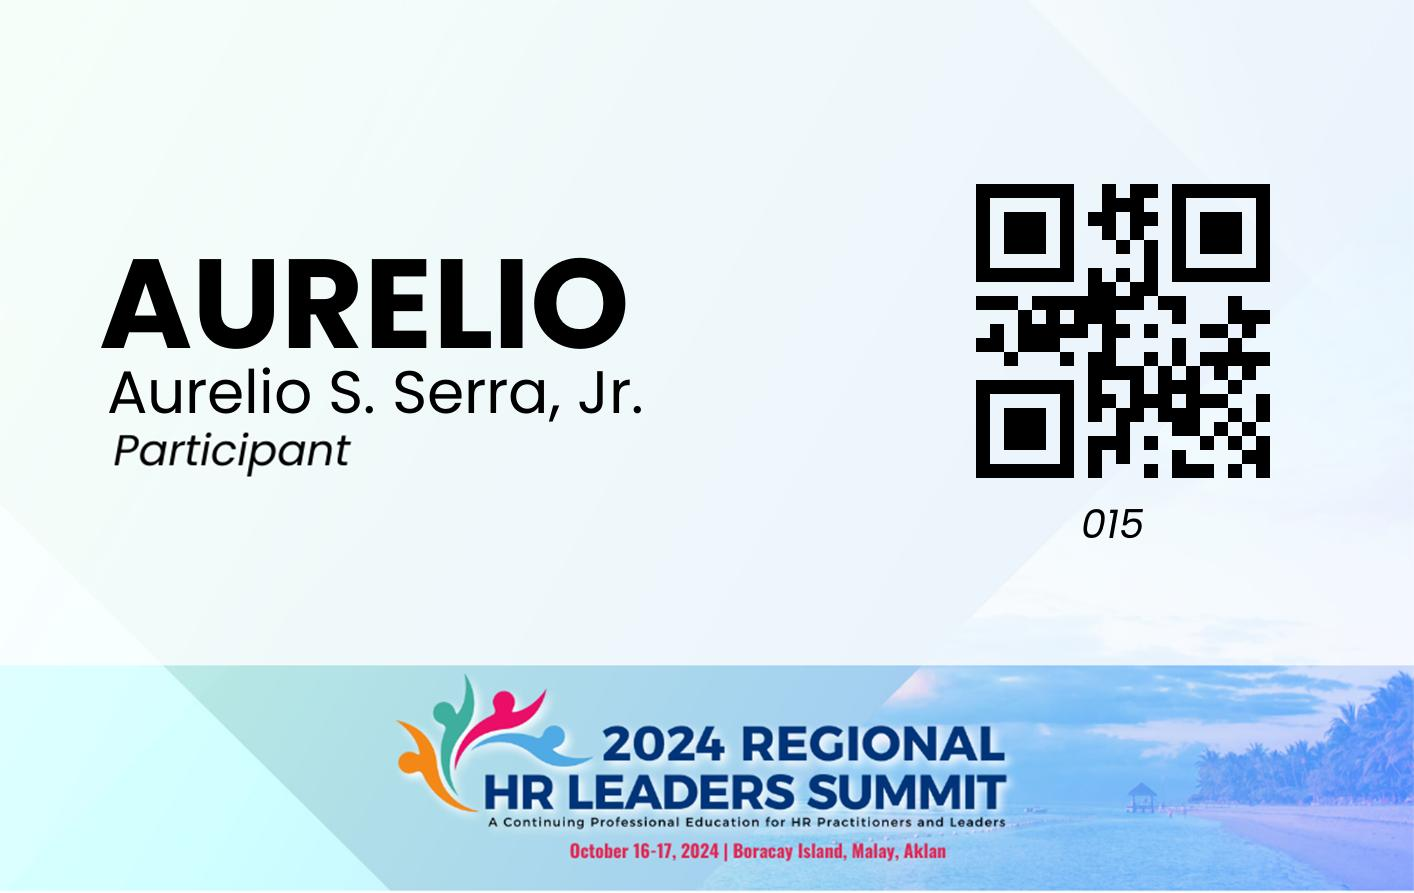 AURELIO
Aurelio S. Serra, Jr.
Participant
015
2024 REGIONAL
HR LEADERS SUMMIT
A Continuing Professional Education for HR Practitioners and Leaders
October 16-17, 2024 | Boracay Island, Malay, Aklan